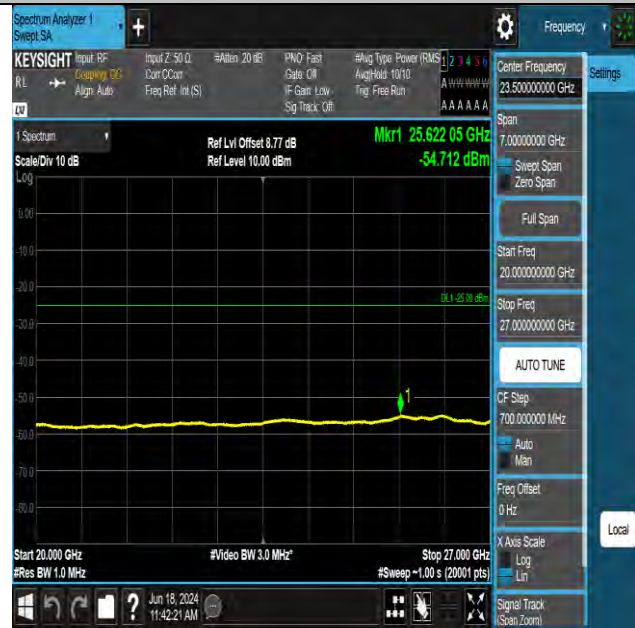 Spectrum Analyzer 1
Swept SA
+
Frequency
KEYSIGHT
RL
LXI
Input: RF
Coupling: DC
Align: Auto
Input Z: 50 Ω
Corr CCorr
Freq Ref: Int (S)
#Atten: 20 dB
PNO: Fast
Gate: Off
IF Gain: Low
Sig Track: Off
#Avg Type: Power (RMS
Avg|Hold: 10/10
Trig: Free Run
1 2 3 4 5 6
A W W W W W
A A A A A A
1 Spectrum
Scale/Div 10 dB
Log
Ref Lvl Offset 8.77 dB
Ref Level 10.00 dBm
Mkr1 25.622 05 GHz
-54.712 dBm
0.00
-10.0
-20.0
DL1 -25.00 dBm
-30.0
-40.0
-50.0
1
-60.0
-70.0
-80.0
Start 20.000 GHz
#Res BW 1.0 MHz
#Video BW 3.0 MHz*
Stop 27.000 GHz
#Sweep ~1.00 s (20001 pts)
?
Jun 18, 2024
11:42:21 AM
Center Frequency
23.500000000 GHz
Settings
Span
7.00000000 GHz
Swept Span
Zero Span
Full Span
Start Freq
20.000000000 GHz
Stop Freq
27.000000000 GHz
AUTO TUNE
CF Step
700.000000 MHz
Auto
Man
Freq Offset
0 Hz
X Axis Scale
Log
Lin
Local
Signal Track
(Span Zoom)